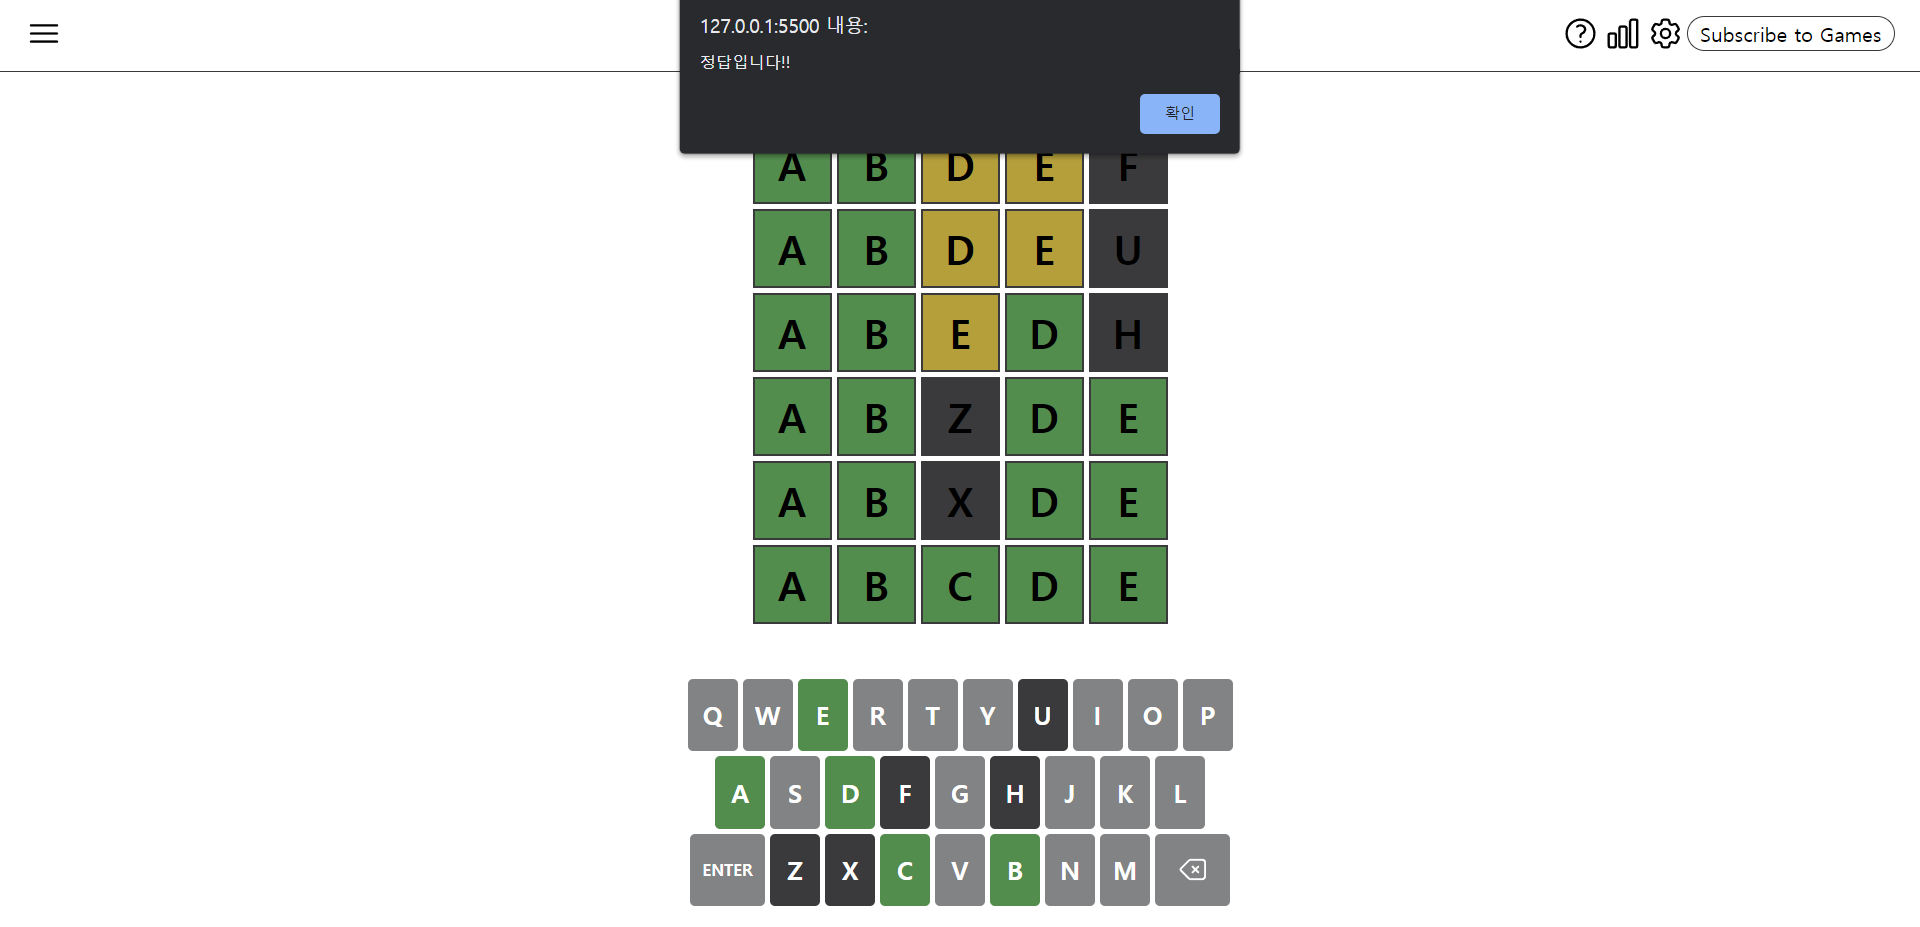 127.0.0.1:5500 내용:
정답입니다!!
확인
Subscribe to Games
A B D E F
A B D E U
A B E D H
A B Z D E
A B X D E
A B C D E
Q W E R T Y U I O P
A S D F G H J K L
ENTER Z X C V B N M